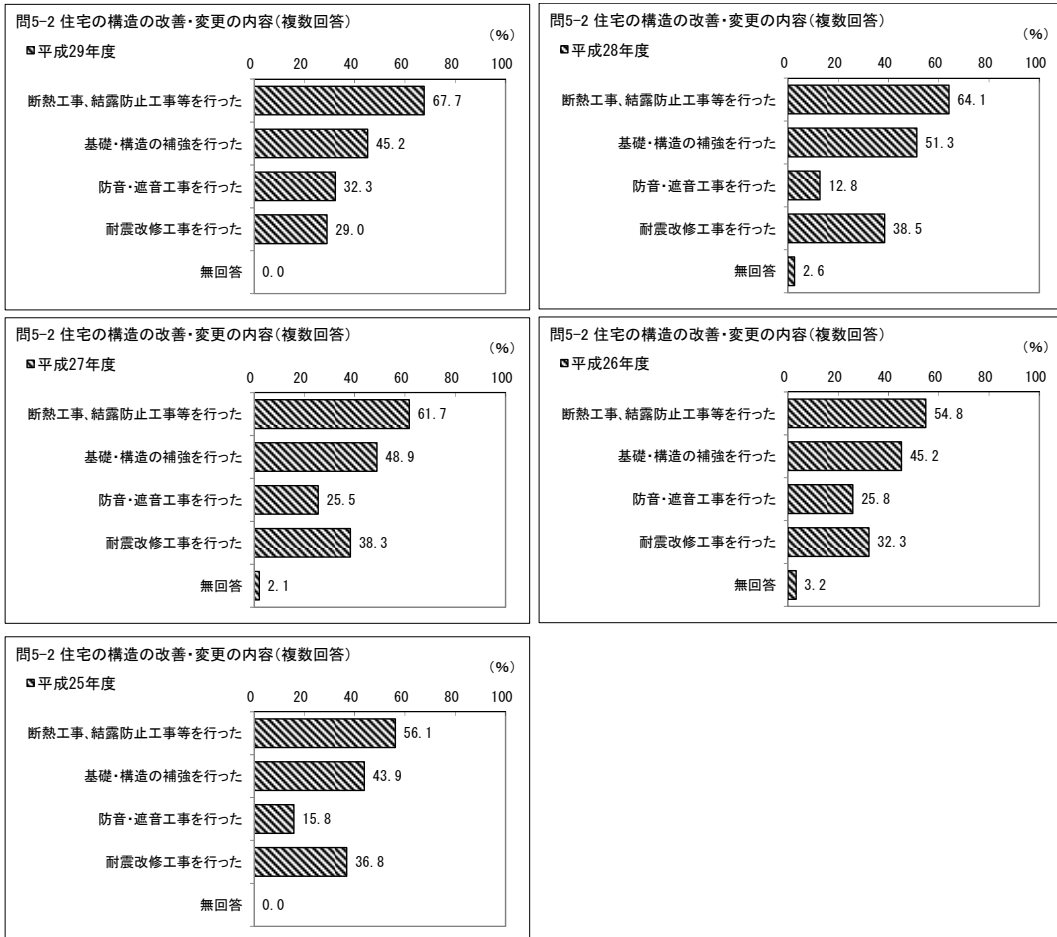 問5-2 住宅の構造の改善・変更の内容(複数回答)
(%)
平成29年度
0 20 40 60 80 100
断熱工事、結露防止工事等を行った 67.7
基礎・構造の補強を行った 45.2
防音・遮音工事を行った 32.3
耐震改修工事を行った 29.0
無回答 0.0
問5-2 住宅の構造の改善・変更の内容(複数回答)
(%)
平成28年度
0 20 40 60 80 100
断熱工事、結露防止工事等を行った 64.1
基礎・構造の補強を行った 51.3
防音・遮音工事を行った 12.8
耐震改修工事を行った 38.5
無回答 2.6
問5-2 住宅の構造の改善・変更の内容(複数回答)
(%)
平成27年度
0 20 40 60 80 100
断熱工事、結露防止工事等を行った 61.7
基礎・構造の補強を行った 48.9
防音・遮音工事を行った 25.5
耐震改修工事を行った 38.3
無回答 2.1
問5-2 住宅の構造の改善・変更の内容(複数回答)
(%)
平成26年度
0 20 40 60 80 100
断熱工事、結露防止工事等を行った 54.8
基礎・構造の補強を行った 45.2
防音・遮音工事を行った 25.8
耐震改修工事を行った 32.3
無回答 3.2
問5-2 住宅の構造の改善・変更の内容(複数回答)
(%)
平成25年度
0 20 40 60 80 100
断熱工事、結露防止工事等を行った 56.1
基礎・構造の補強を行った 43.9
防音・遮音工事を行った 15.8
耐震改修工事を行った 36.8
無回答 0.0